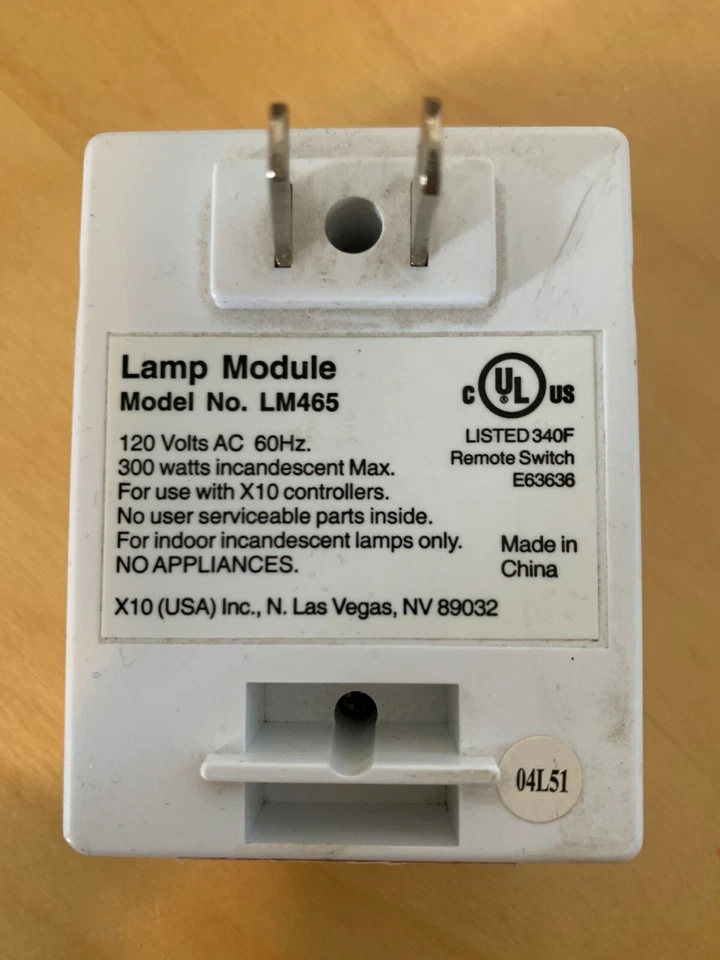 Lamp Module
Model No. LM465
120 Volts AC 60Hz.
300 watts incandescent Max.
For use with X10 controllers.
No user serviceable parts inside.
For indoor incandescent lamps only.
NO APPLIANCES.
X10 (USA) Inc., N. Las Vegas, NV 89032
C UL US
LISTED 340F
Remote Switch
E63636
Made in
China
04L51